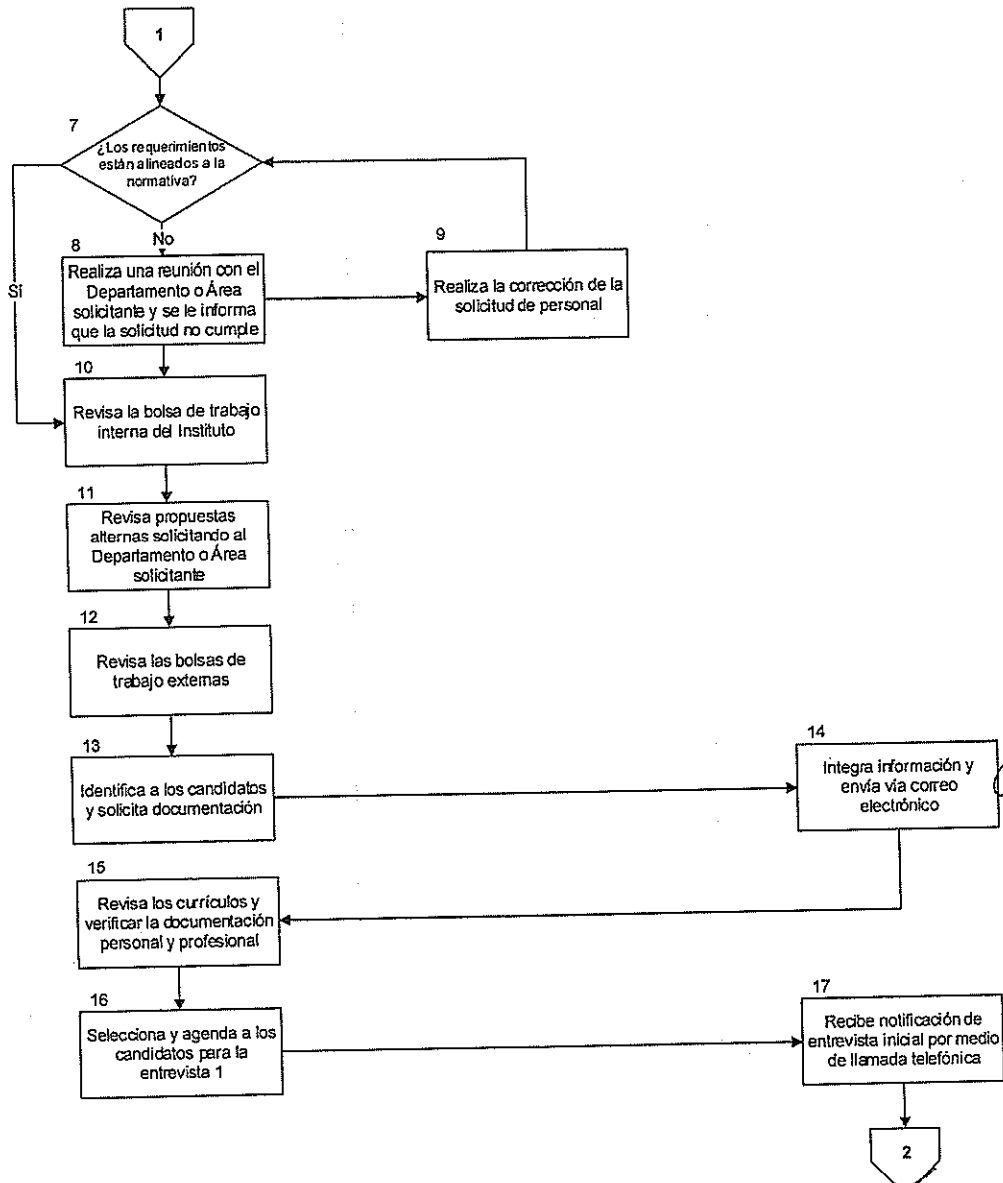 1
7
¿Los requerimientos
están alineados a la
normativa?
No
Sí
8
Realiza una reunión con el
Departamento o Área
solicitante y se le informa
que la solicitud no cumple
9
Realiza la corrección de la
solicitud de personal
10
Revisa la bolsa de trabajo
interna del Instituto
11
Revisa propuestas
alternas solicitando al
Departamento o Área
solicitante
12
Revisa las bolsas de
trabajo externas
13
Identifica a los candidatos
y solicita documentación
14
Integra información y
envía vía correo
electrónico
15
Revisa los currículos y
verificar la documentación
personal y profesional
16
Selecciona y agenda a los
candidatos para la
entrevista 1
17
Recibe notificación de
entrevista inicial por medio
de llamada telefónica
2